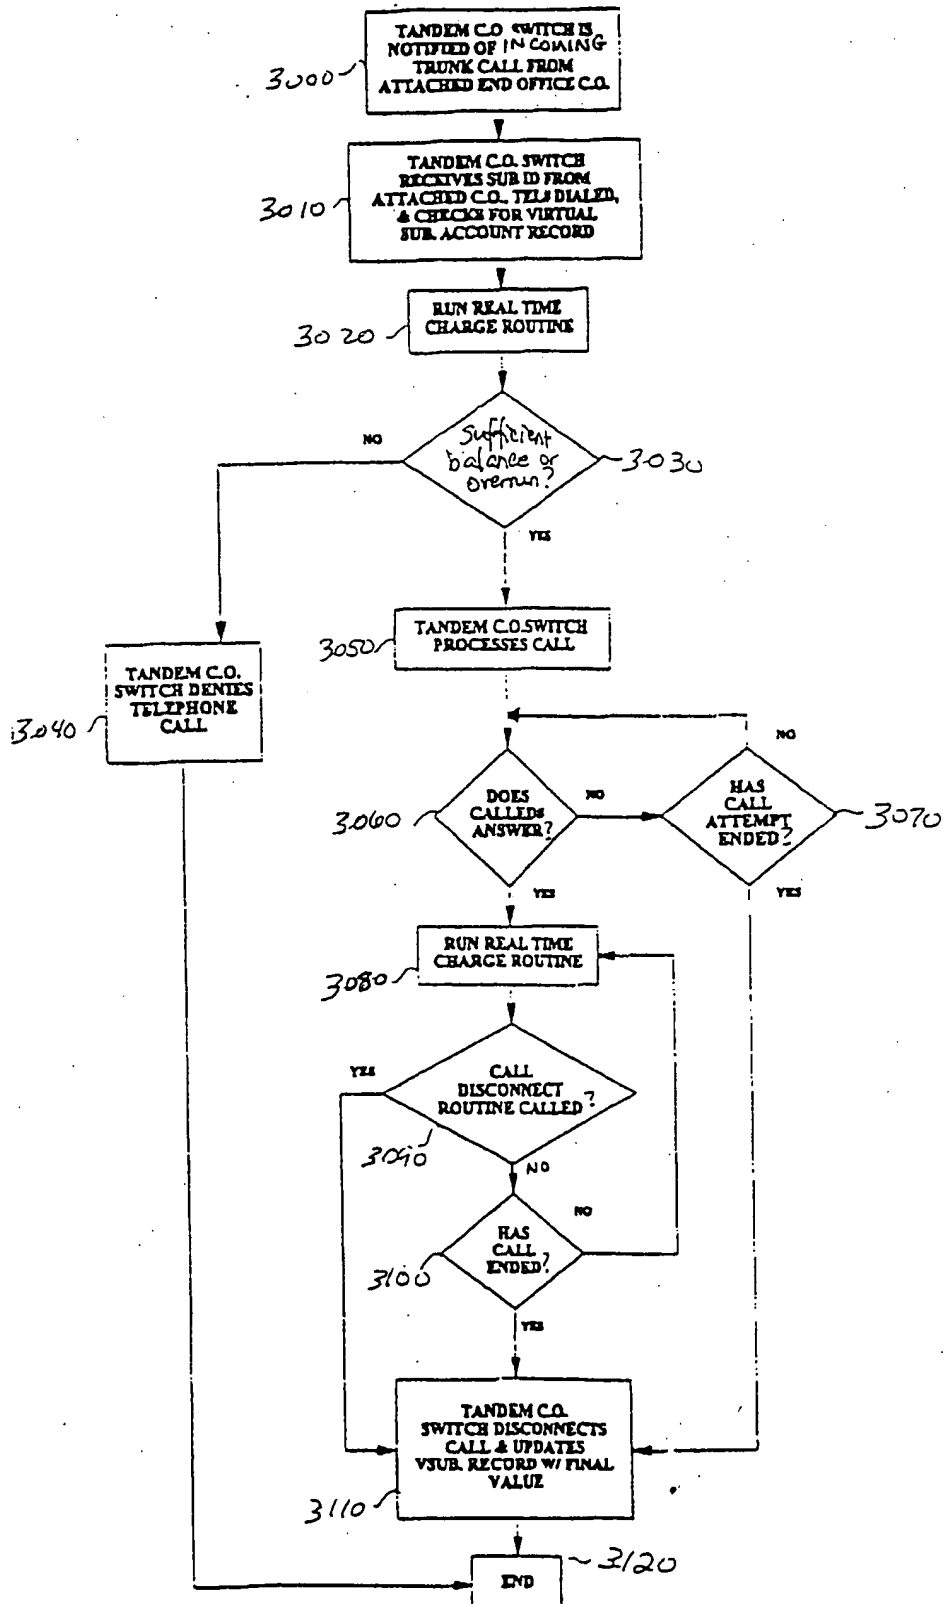 TANDEM C.O. SWITCH IS
NOTIFIED OF INCOMING
TRUNK CALL FROM
ATTACHED END OFFICE C.O.
3000
TANDEM C.O. SWITCH
RECEIVES SUB ID FROM
ATTACHED C.O., TEL# DIALED,
& CHECKS FOR VIRTUAL
SUB. ACCOUNT RECORD
3010
RUN REAL TIME
CHARGE ROUTINE
3020
NO
Sufficient
balance or
overrun?
3030
YES
TANDEM C.O.SWITCH
PROCESSES CALL
3050
TANDEM C.O.
SWITCH DENIES
TELEPHONE
CALL
3040
NO
DOES
CALLED#
ANSWER?
3060
NO
HAS
CALL
ATTEMPT
ENDED?
3070
YES
YES
RUN REAL TIME
CHARGE ROUTINE
3080
YES
CALL
DISCONNECT
ROUTINE CALLED?
3090
NO
NO
HAS
CALL
ENDED?
3100
YES
TANDEM C.O.
SWITCH DISCONNECTS
CALL & UPDATES
VSUB. RECORD W/ FINAL
VALUE
3110
3120
END